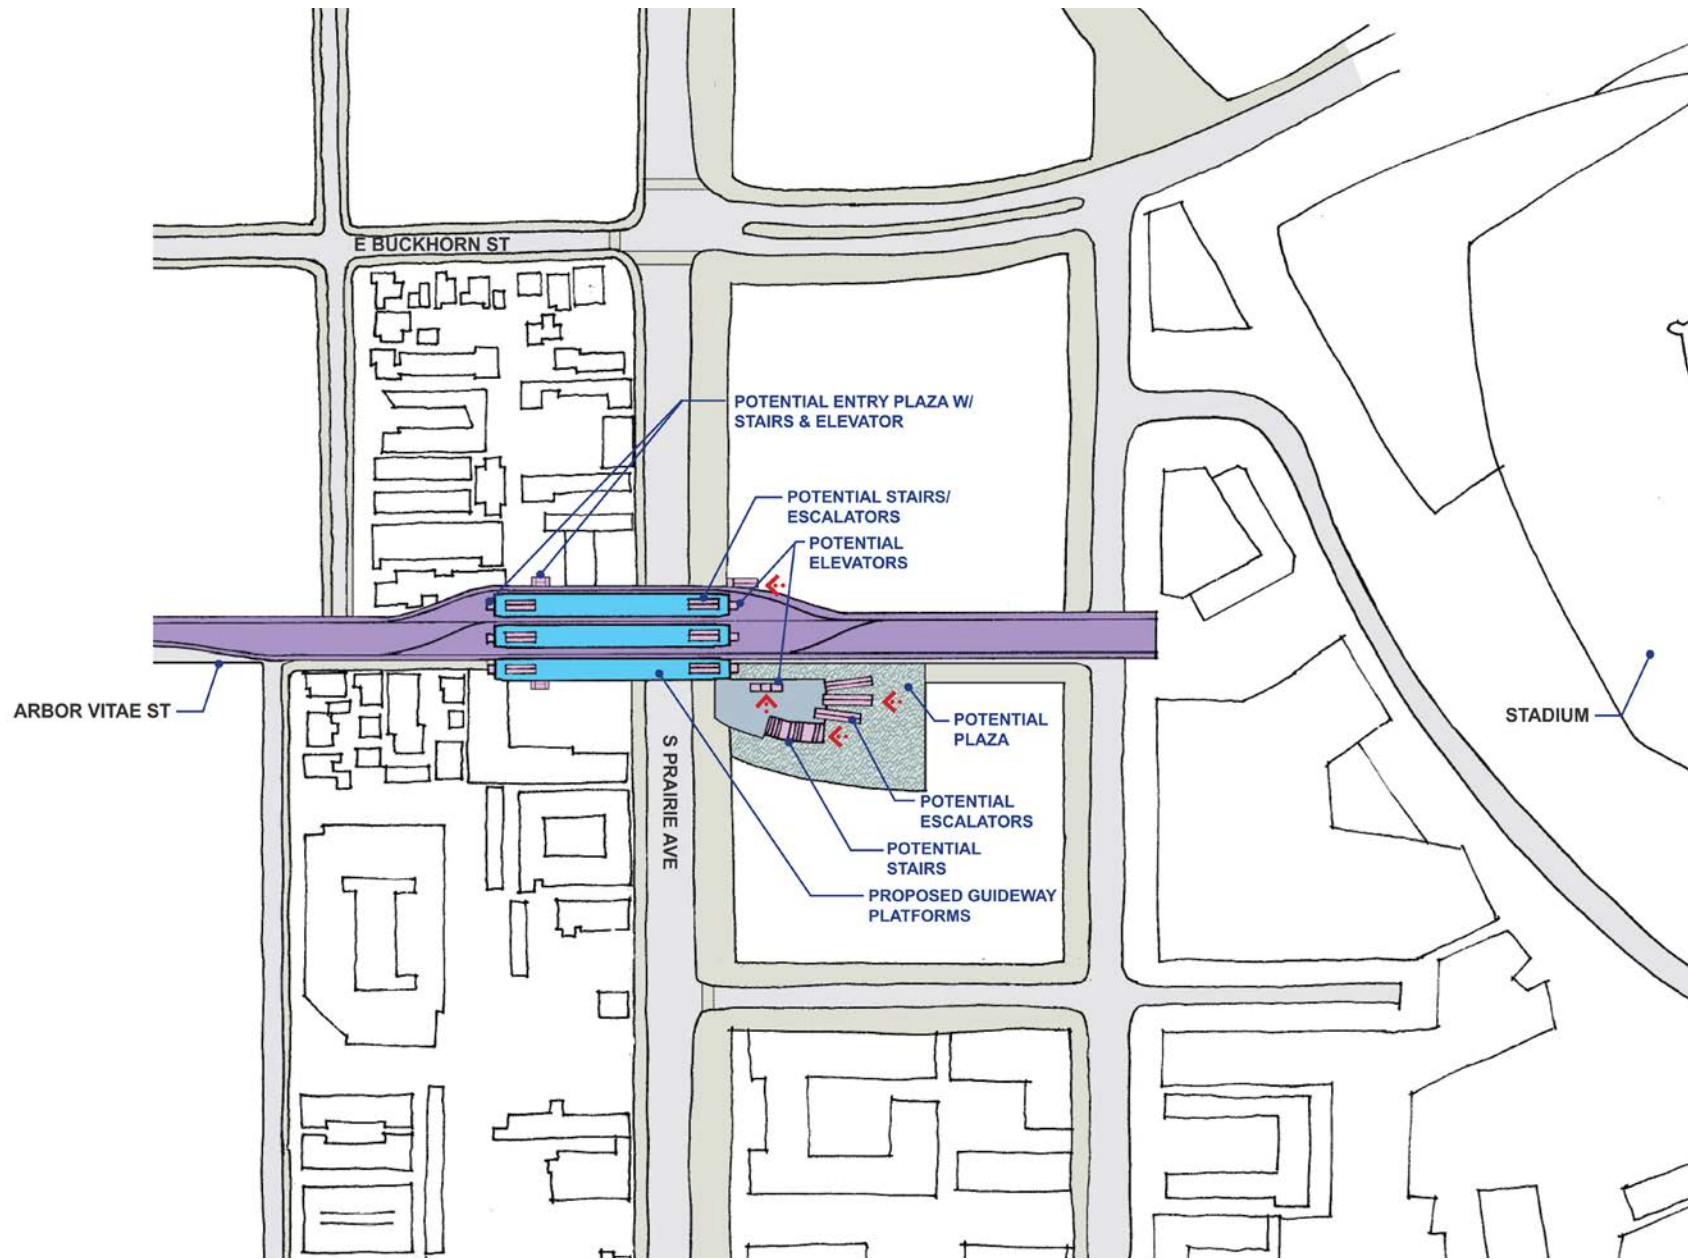 E BUCKHORN ST
POTENTIAL ENTRY PLAZA W/
STAIRS & ELEVATOR
POTENTIAL STAIRS/
ESCALATORS
POTENTIAL
ELEVATORS
ARBOR VITAE ST
STADIUM
POTENTIAL
PLAZA
S PRAIRIE AVE
POTENTIAL
ESCALATORS
POTENTIAL
STAIRS
PROPOSED GUIDEWAY
PLATFORMS